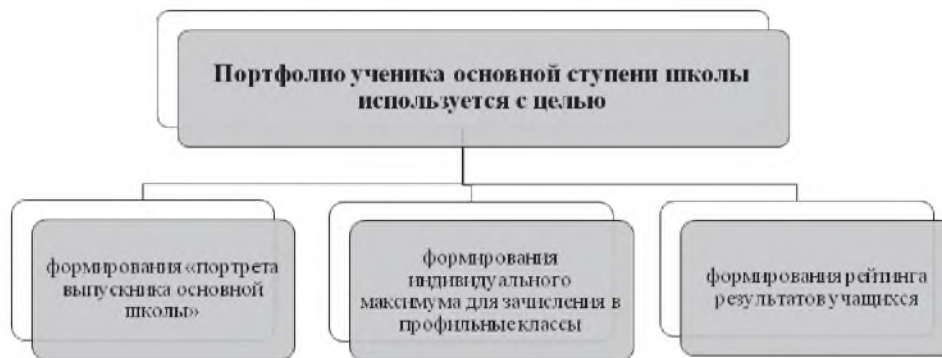 Портфолио ученика основной ступени школы
используется с целью
формирования «портрета
выпускника основной
школы»
формирования
индивидуального
максимума для зачисления в
профильные классы
формирования рейтинга
результатов учащихся